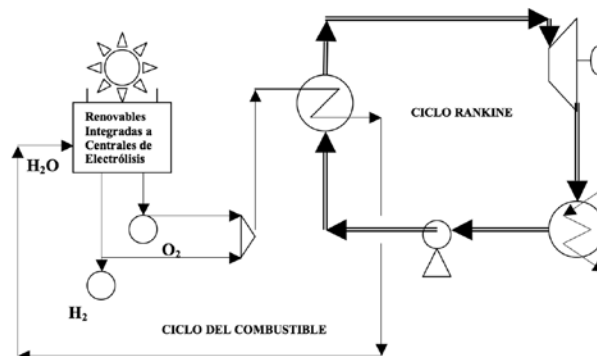 Renovables
Integradas a
Centrales de
Electrólisis
CICLO RANKINE
H₂O
O₂
H₂
CICLO DEL COMBUSTIBLE